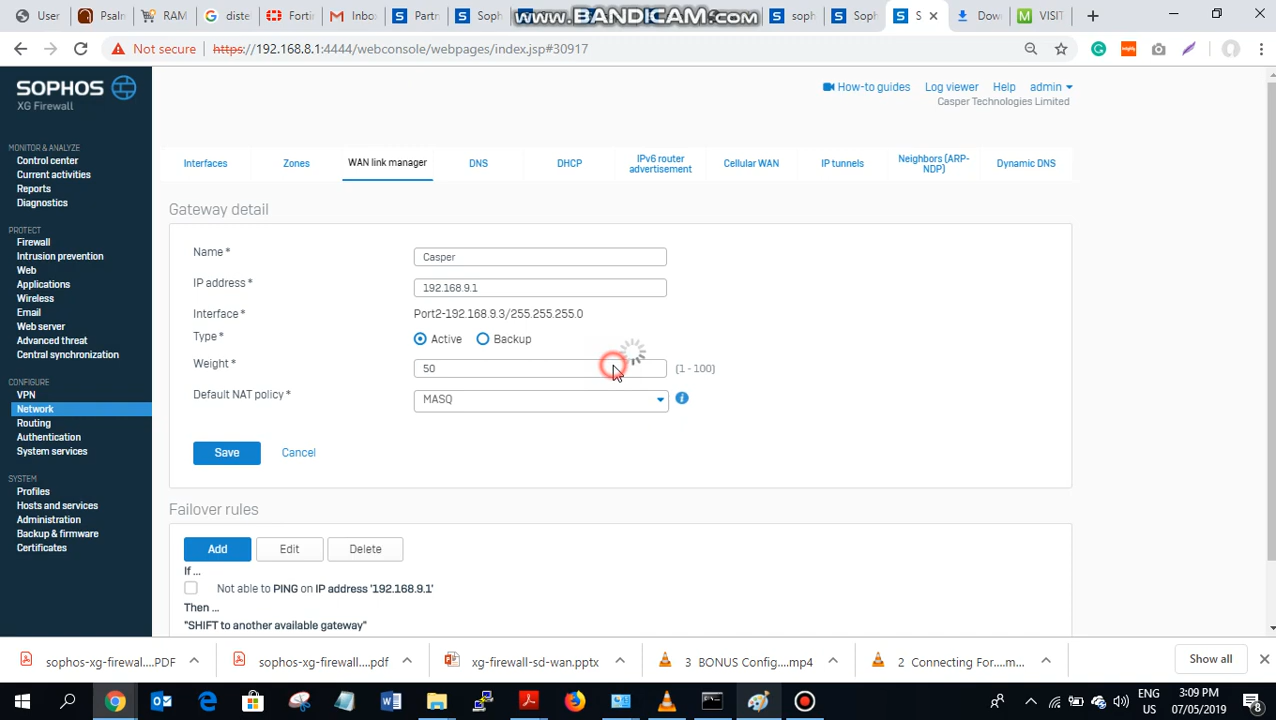 User
Palsn
RAM
diste
Fortin
Inbo
Partn
Soph
www.BANDICAM.com
soph
Soph
S
Dow
VISIT
Not secure
https://192.168.8.1:4444/webconsole/webpages/index.jsp#30917
SOPHOS
XG Firewall
How-to guides Log viewer Help admin
Casper Technologies Limited
MONITOR & ANALYZE
Control center
Current activities
Reports
Diagnostics
PROTECT
Firewall
Intrusion prevention
Web
Applications
Wireless
Email
Web server
Advanced threat
Central synchronization
CONFIGURE
VPN
Network
Routing
Authentication
System services
SYSTEM
Profiles
Hosts and services
Administration
Backup & firmware
Certificates
Interfaces
Zones
WAN link manager
DNS
DHCP
IPv6 router
advertisement
Cellular WAN
IP tunnels
Neighbors (ARP-
NDP)
Dynamic DNS
Gateway detail
Name * Casper
IP address * 192.168.9.1
Interface * Port2-192.168.9.3/255.255.255.0
Type * Active Backup
Weight * 50 (1 - 100)
Default NAT policy * MASQ
Save Cancel
Failover rules
Add Edit Delete
If ...
Not able to PING on IP address '192.168.9.1'
Then ...
"SHIFT to another available gateway"
sophos-xg-firewal....PDF
sophos-xg-firewall....pdf
xg-firewall-sd-wan.pptx
3 BONUS Config....mp4
2 Connecting For....m...
Show all
ENG
US
3:09 PM
07/05/2019
8